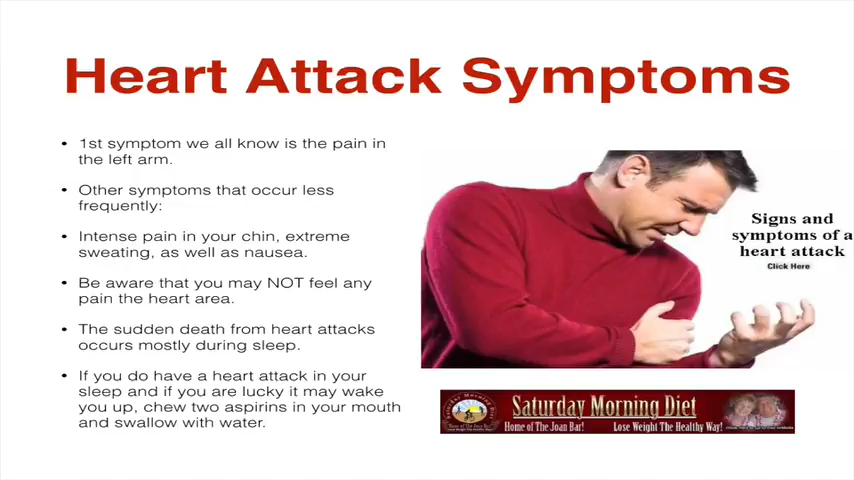 Heart Attack Symptoms
• 1st symptom we all know is the pain in
the left arm.
• Other symptoms that occur less
frequently:
• Intense pain in your chin, extreme
sweating, as well as nausea.
• Be aware that you may NOT feel any
pain the heart area.
• The sudden death from heart attacks
occurs mostly during sleep.
• If you do have a heart attack in your
sleep and if you are lucky it may wake
you up, chew two aspirins in your mouth
and swallow with water.
Signs and
symptoms of a
heart attack
Click Here
Saturday Morning Diet
Home of The Joan Bar! Lose Weight The Healthy Way!